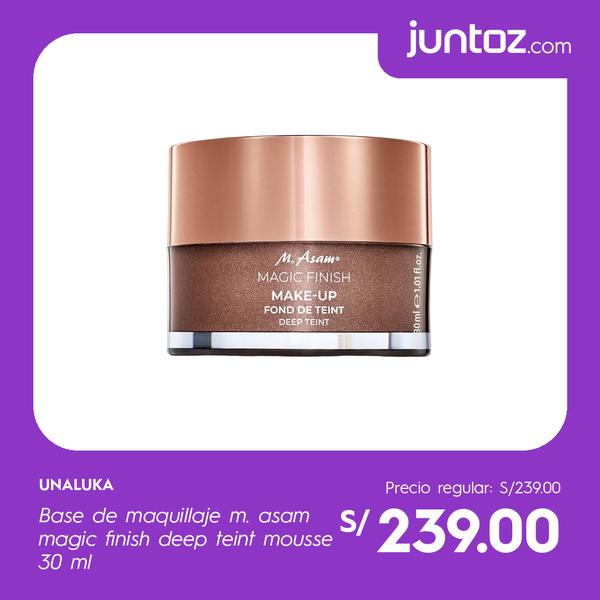 juntoz.com
M. Asam®
MAGIC FINISH
MAKE-UP
FOND DE TEINT
DEEP TEINT
30ml e 1.01 fl.oz.
UNALUKA
Base de maquillaje m. asam
magic finish deep teint mousse
30 ml
Precio regular: S/239.00
S/ 239.00